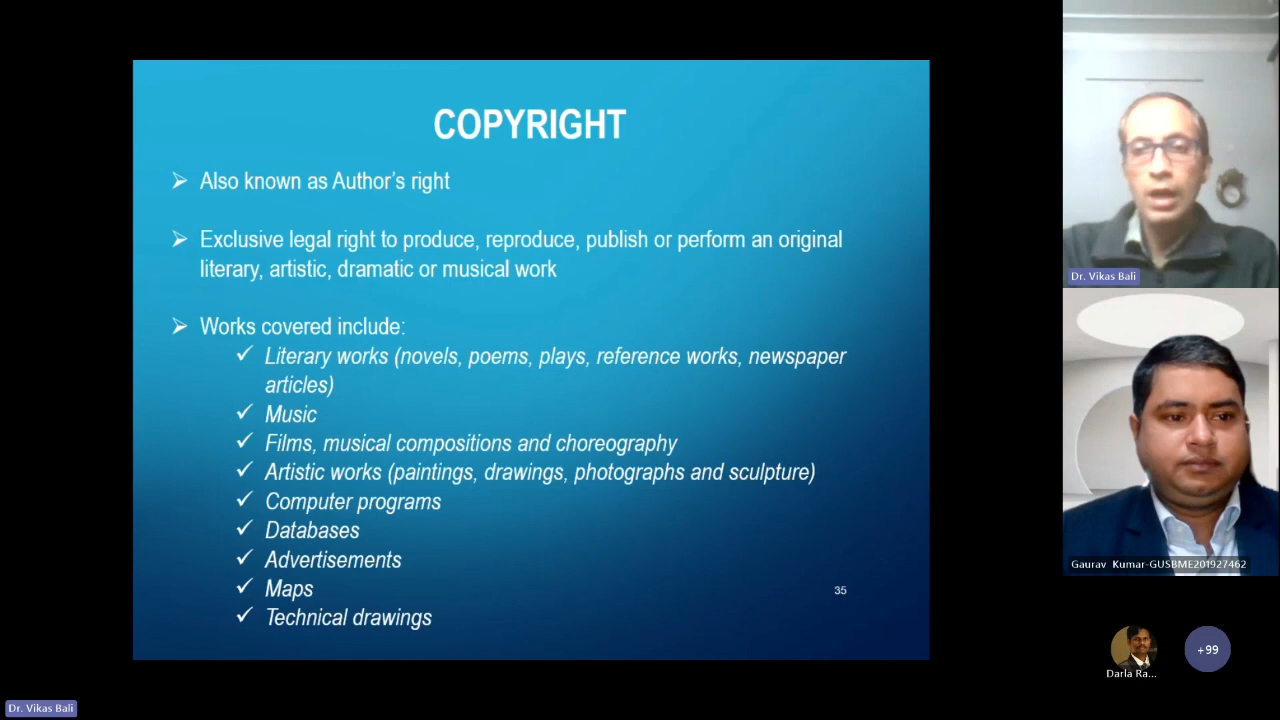 COPYRIGHT
➢ Also known as Author's right
➢ Exclusive legal right to produce, reproduce, publish or perform an original
literary, artistic, dramatic or musical work
➢ Works covered include:
✓ Literary works (novels, poems, plays, reference works, newspaper
articles)
✓ Music
✓ Films, musical compositions and choreography
✓ Artistic works (paintings, drawings, photographs and sculpture)
✓ Computer programs
✓ Databases
✓ Advertisements
✓ Maps
✓ Technical drawings
35
Dr. Vikas Bali
Gaurav Kumar-GUSBME201927462
Darla Ra...
+99
Dr. Vikas Bali